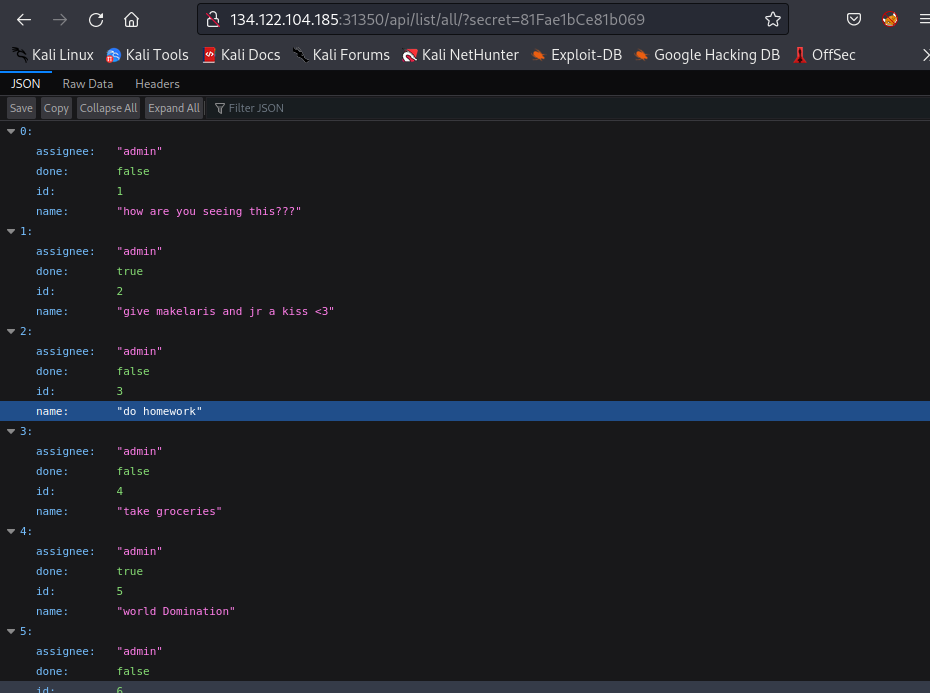 134.122.104.185:31350/api/list/all/?secret=81Fae1bCe81b069
Kali Linux Kali Tools Kali Docs Kali Forums Kali NetHunter Exploit-DB Google Hacking DB OffSec
JSON Raw Data Headers
Save Copy Collapse All Expand All Filter JSON
0:
assignee: "admin"
done: false
id: 1
name: "how are you seeing this???"
1:
assignee: "admin"
done: true
id: 2
name: "give makelaris and jr a kiss <3"
2:
assignee: "admin"
done: false
id: 3
name: "do homework"
3:
assignee: "admin"
done: false
id: 4
name: "take groceries"
4:
assignee: "admin"
done: true
id: 5
name: "world Domination"
5:
assignee: "admin"
done: false
id: 6